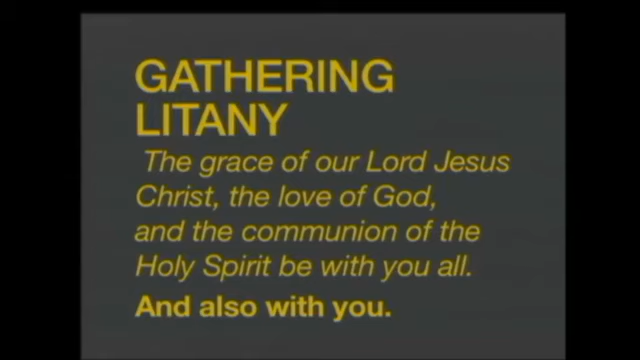 GATHERING
LITANY
The grace of our Lord Jesus
Christ, the love of God,
and the communion of the
Holy Spirit be with you all.
And also with you.